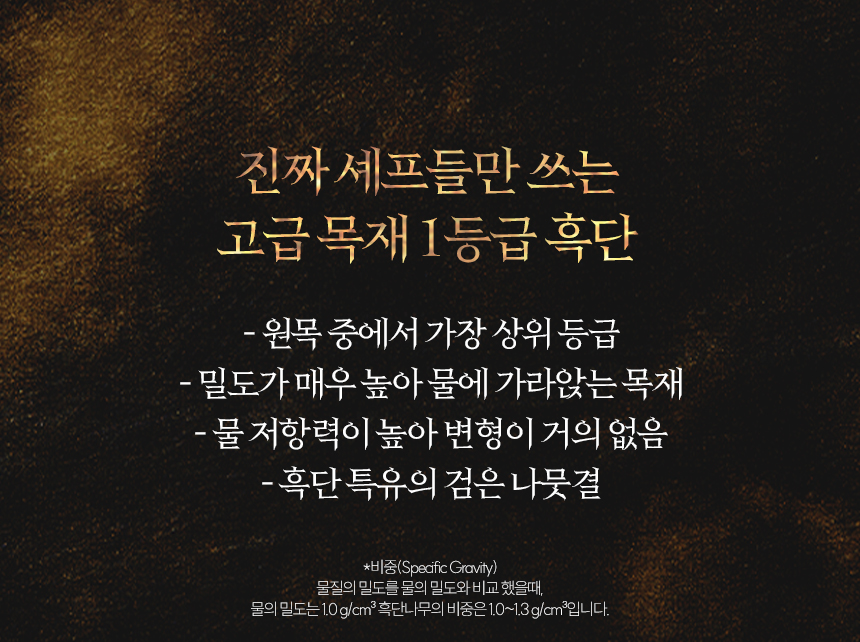 진짜 셰프들만 쓰는
고급 목재 1등급 흑단
- 원목 중에서 가장 상위 등급
- 밀도가 매우 높아 물에 가라앉는 목재
- 물 저항력이 높아 변형이 거의 없음
- 흑단 특유의 검은 나뭇결
*비중(Specific Gravity)
물질의 밀도를 물의 밀도와 비교 했을때,
물의 밀도는 1.0 g/cm³ 흑단나무의 비중은 1.0~1.3 g/cm³입니다.